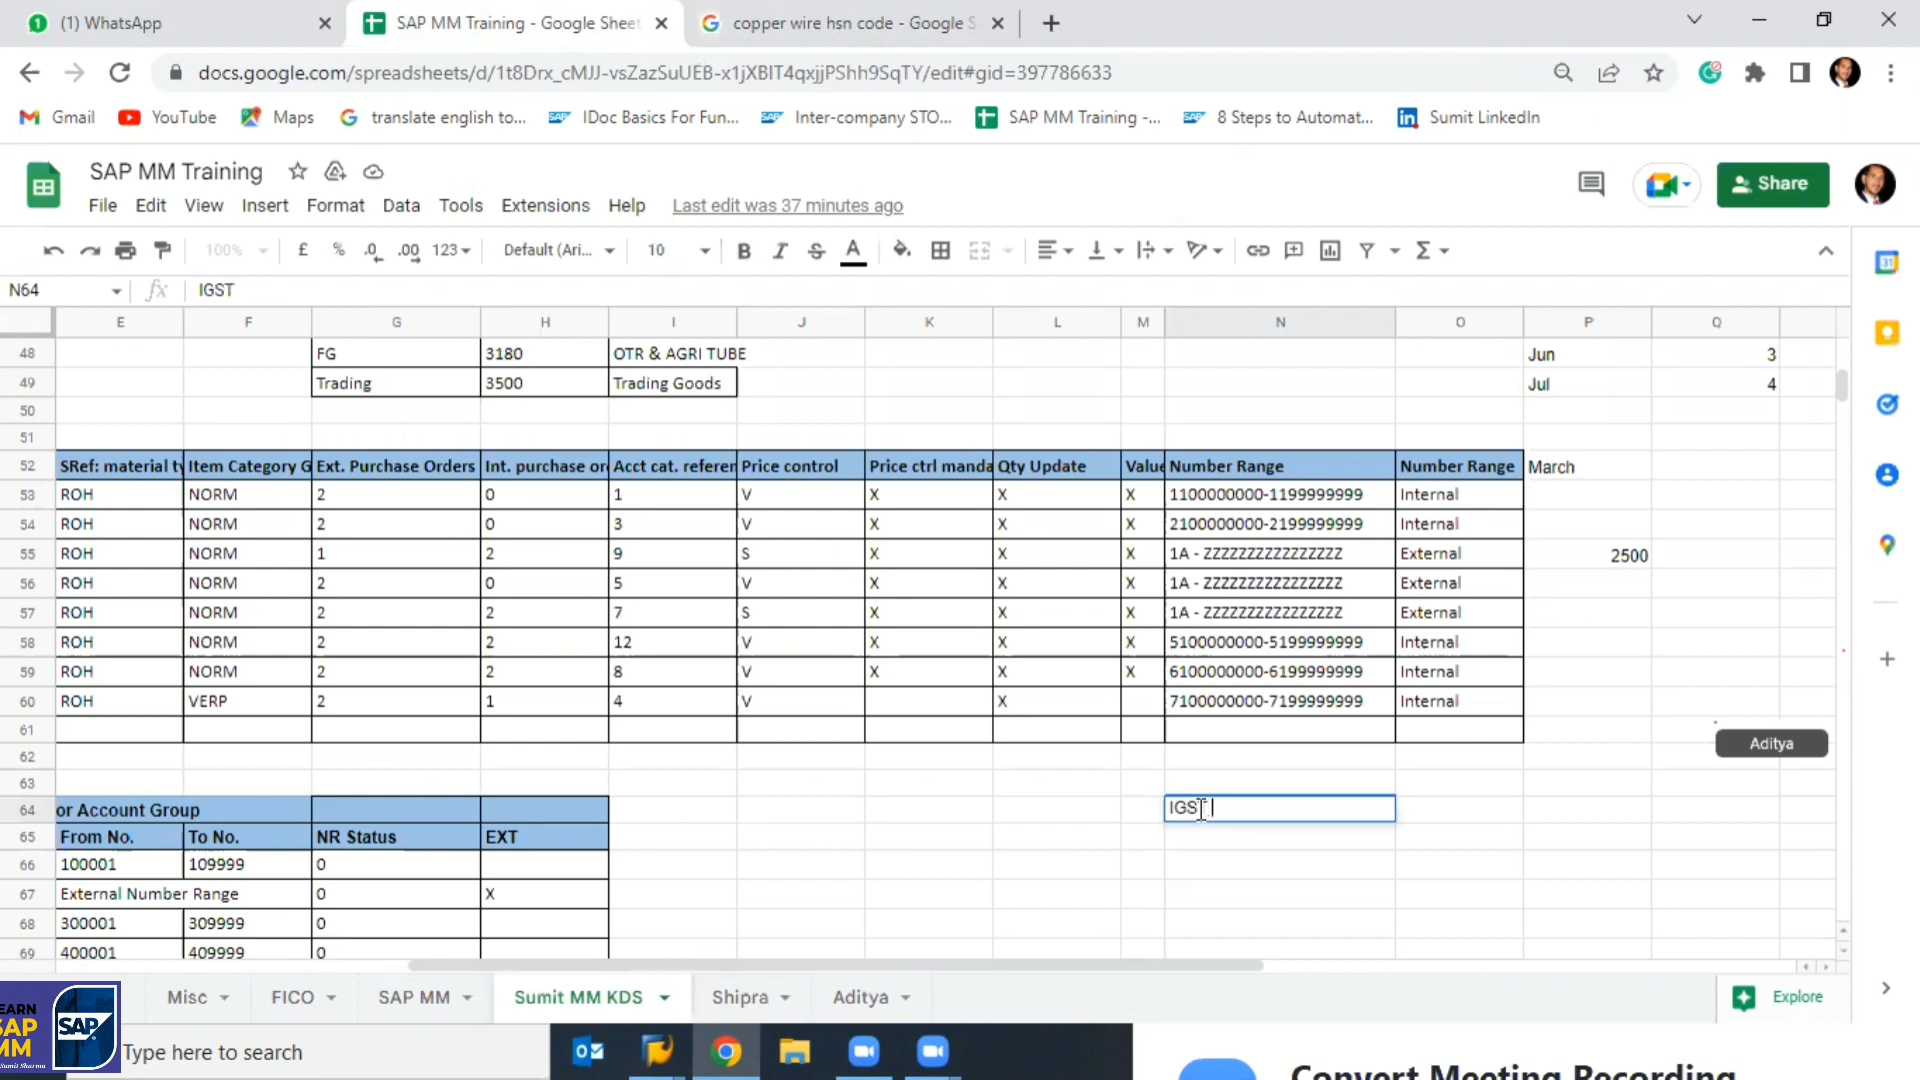 (1) WhatsApp
SAP MM Training - Google Sheet
copper wire hsn code - Google S
docs.google.com/spreadsheets/d/1t8Drx_cMJJ-vsZazSuUEB-x1jXBIT4qxjjPShh9SqTY/edit#gid=397786633
Gmail YouTube Maps translate english to... IDoc Basics For Fun... Inter-company STO... SAP MM Training -... 8 Steps to Automat... Sumit LinkedIn
SAP MM Training
Share
File Edit View Insert Format Data Tools Extensions Help Last edit was 37 minutes ago
100% £ % .0 .00 123 Default (Ari... 10 B I S A
N64 fx IGST
E F G H I J K L M N O P Q
48 FG 3180 OTR & AGRI TUBE Jun 3
49 Trading 3500 Trading Goods Jul 4
50
51
52 SRef: material ty Item Category G Ext. Purchase Orders Int. purchase ord Acct cat. referen Price control Price ctrl manda Qty Update Value Number Range Number Range March
53 ROH NORM 2 0 1 V X X X 1100000000-1199999999 Internal
54 ROH NORM 2 0 3 V X X X 2100000000-2199999999 Internal
55 ROH NORM 1 2 9 S X X X 1A - ZZZZZZZZZZZZZZZZ External 2500
56 ROH NORM 2 0 5 V X X X 1A - ZZZZZZZZZZZZZZZZ External
57 ROH NORM 2 2 7 S X X X 1A - ZZZZZZZZZZZZZZZZ External
58 ROH NORM 2 2 12 V X X X 5100000000-5199999999 Internal
59 ROH NORM 2 2 8 V X X X 6100000000-6199999999 Internal
60 ROH VERP 2 1 4 V X 7100000000-7199999999 Internal
61
Aditya
62
63
64 or Account Group IGST
65 From No. To No. NR Status EXT
66 100001 109999 0
67 External Number Range 0 X
68 300001 309999 0
69 400001 409999 0
Misc FICO SAP MM Sumit MM KDS Shipra Aditya Explore
EARN
SAP
MM
Sumit Sharma
SAP
Type here to search
Convert Meeting Recording